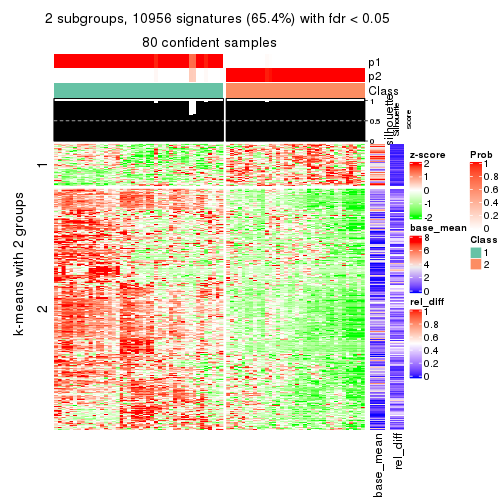 2 subgroups, 10956 signatures (65.4%) with fdr < 0.05
80 confident samples
p1
p2
Class
1
0.5
0
silhouette
Silhouette
score
k-means with 2 groups
1
2
base_mean
rel_diff
z-score
2
1
0
-1
-2
base_mean
8
6
4
2
0
rel_diff
1
0.8
0.6
0.4
0.2
0
Prob
1
0.8
0.6
0.4
0.2
0
Class
1
2